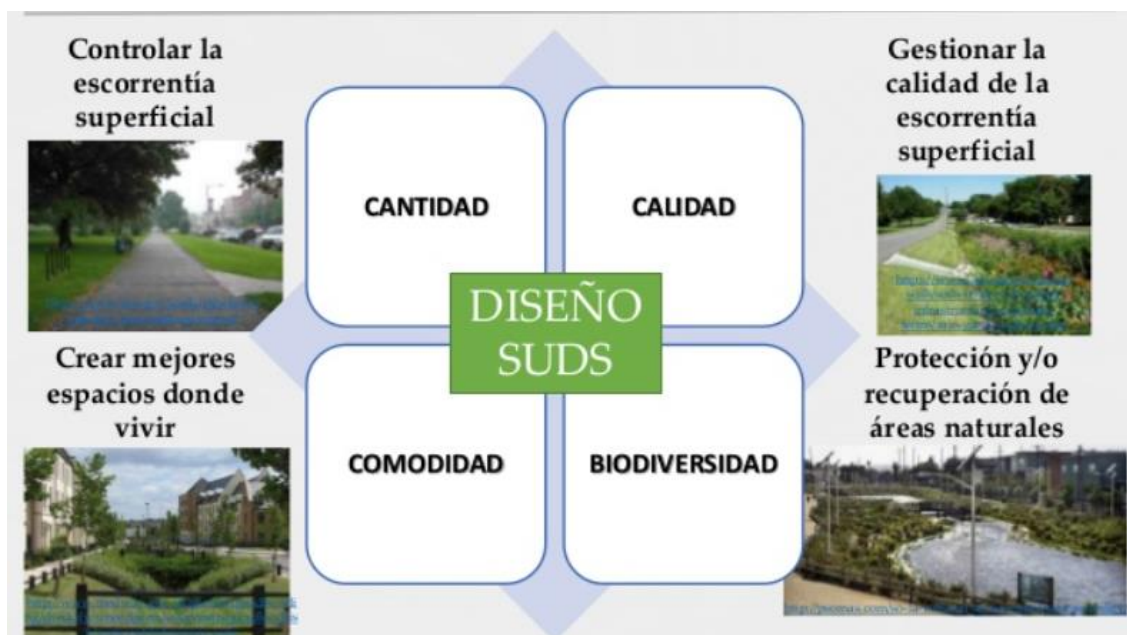 Controlar la
escorrentía
superficial
Gestionar la
calidad de la
escorrentía
superficial
CANTIDAD
CALIDAD
DISEÑO
SUDS
Crear mejores
espacios donde
vivir
Protección y/o
recuperación de
áreas naturales
COMODIDAD
BIODIVERSIDAD